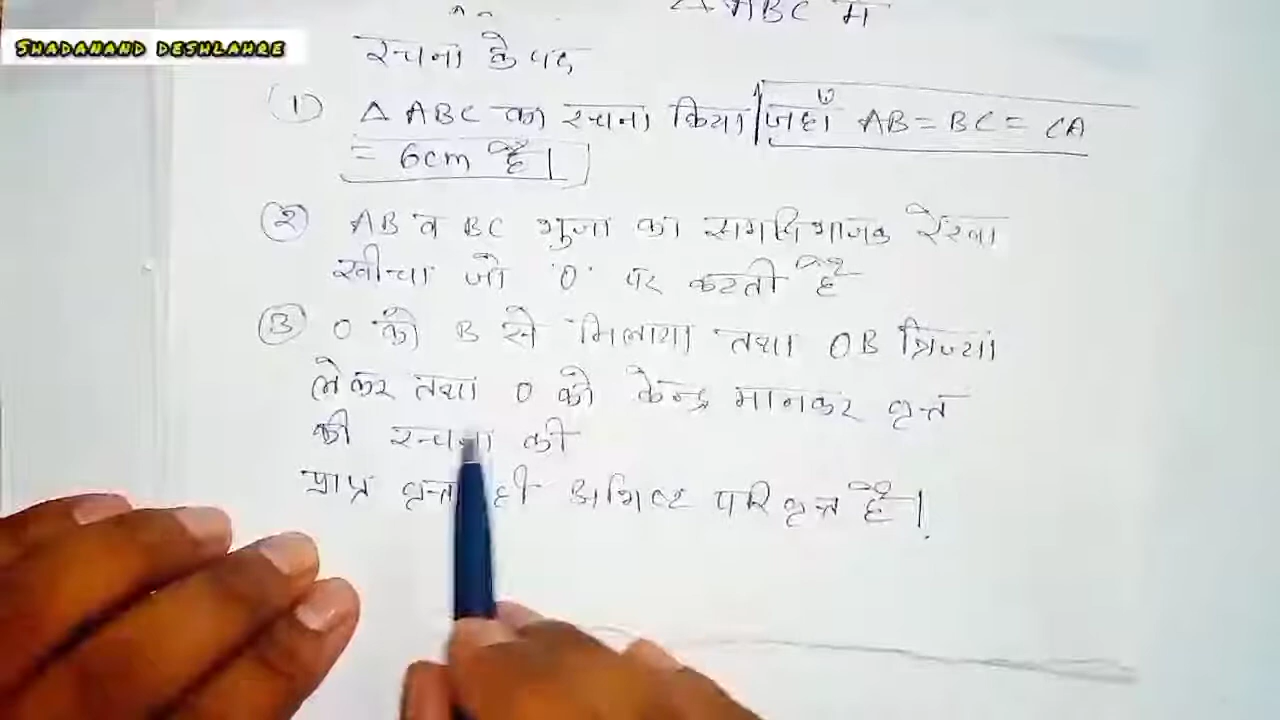 SHADANAND DESHLAHRE
△ ABC में
रचना के पद
(1) △ ABC का रचना किया जहाँ AB = BC = CA
= 6cm है।
(2) AB व BC भुजा का समद्विभाजक रेखा
खींचा जो 'O' पर कटती है
(3) O को B से मिलाया तथा OB त्रिज्या
लेकर तथा O को केन्द्र मानकर वृत्त
की रचना की
प्राप्त वृत्त ही अभिष्ट परिवृत्त है।